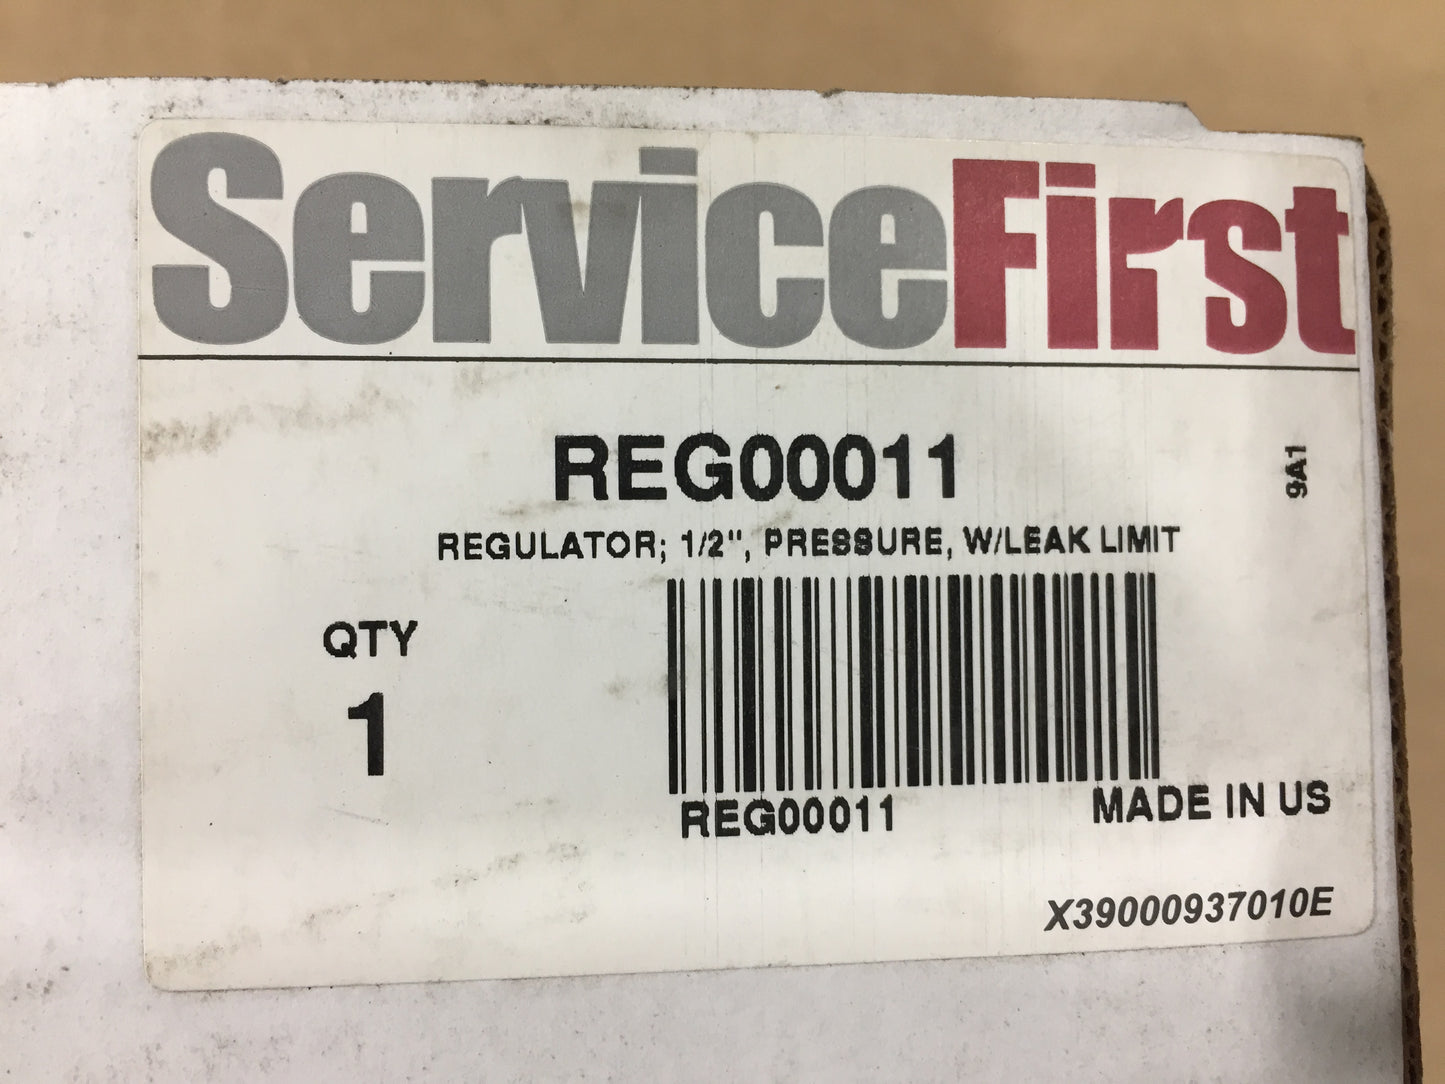 ServiceFirst
REG00011
9A1
REGULATOR; 1/2", PRESSURE, W/LEAK LIMIT
QTY
1
REG00011
MADE IN US
X39000937010E